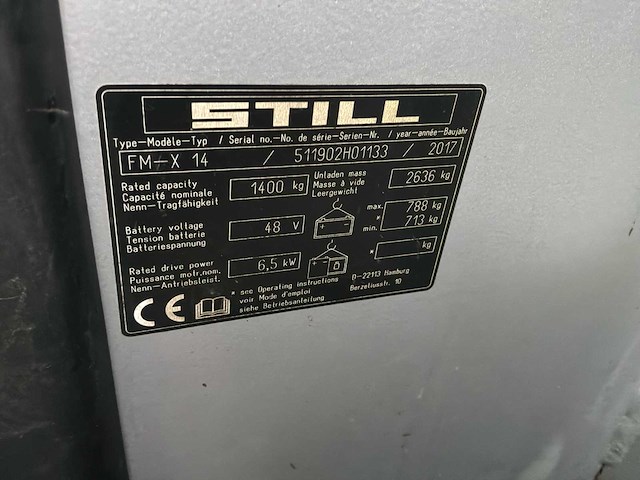 STILL
Type-Modèle-Typ / Serial no.-No. de série-Serien-Nr. / year-année-Baujahr
FM-X 14 / 511902H01133 / 2017
Rated capacity
Capacité nominale
Nenn-Tragfähigkeit
1400 kg
Unladen mass
Masse à vide
Leergewicht
2636 kg
Battery voltage
Tension batterie
Batteriespannung
48 V
max. 788 kg
* 713 kg
min.
Rated drive power
Puissance motr.nom.
Nenn-Antriebsleist.
6,5 kW
* kg
CE
* see Operating instructions
voir Mode d'emploi
siehe Betriebsanleitung
D-22113 Hamburg
Berzeliusstr. 10